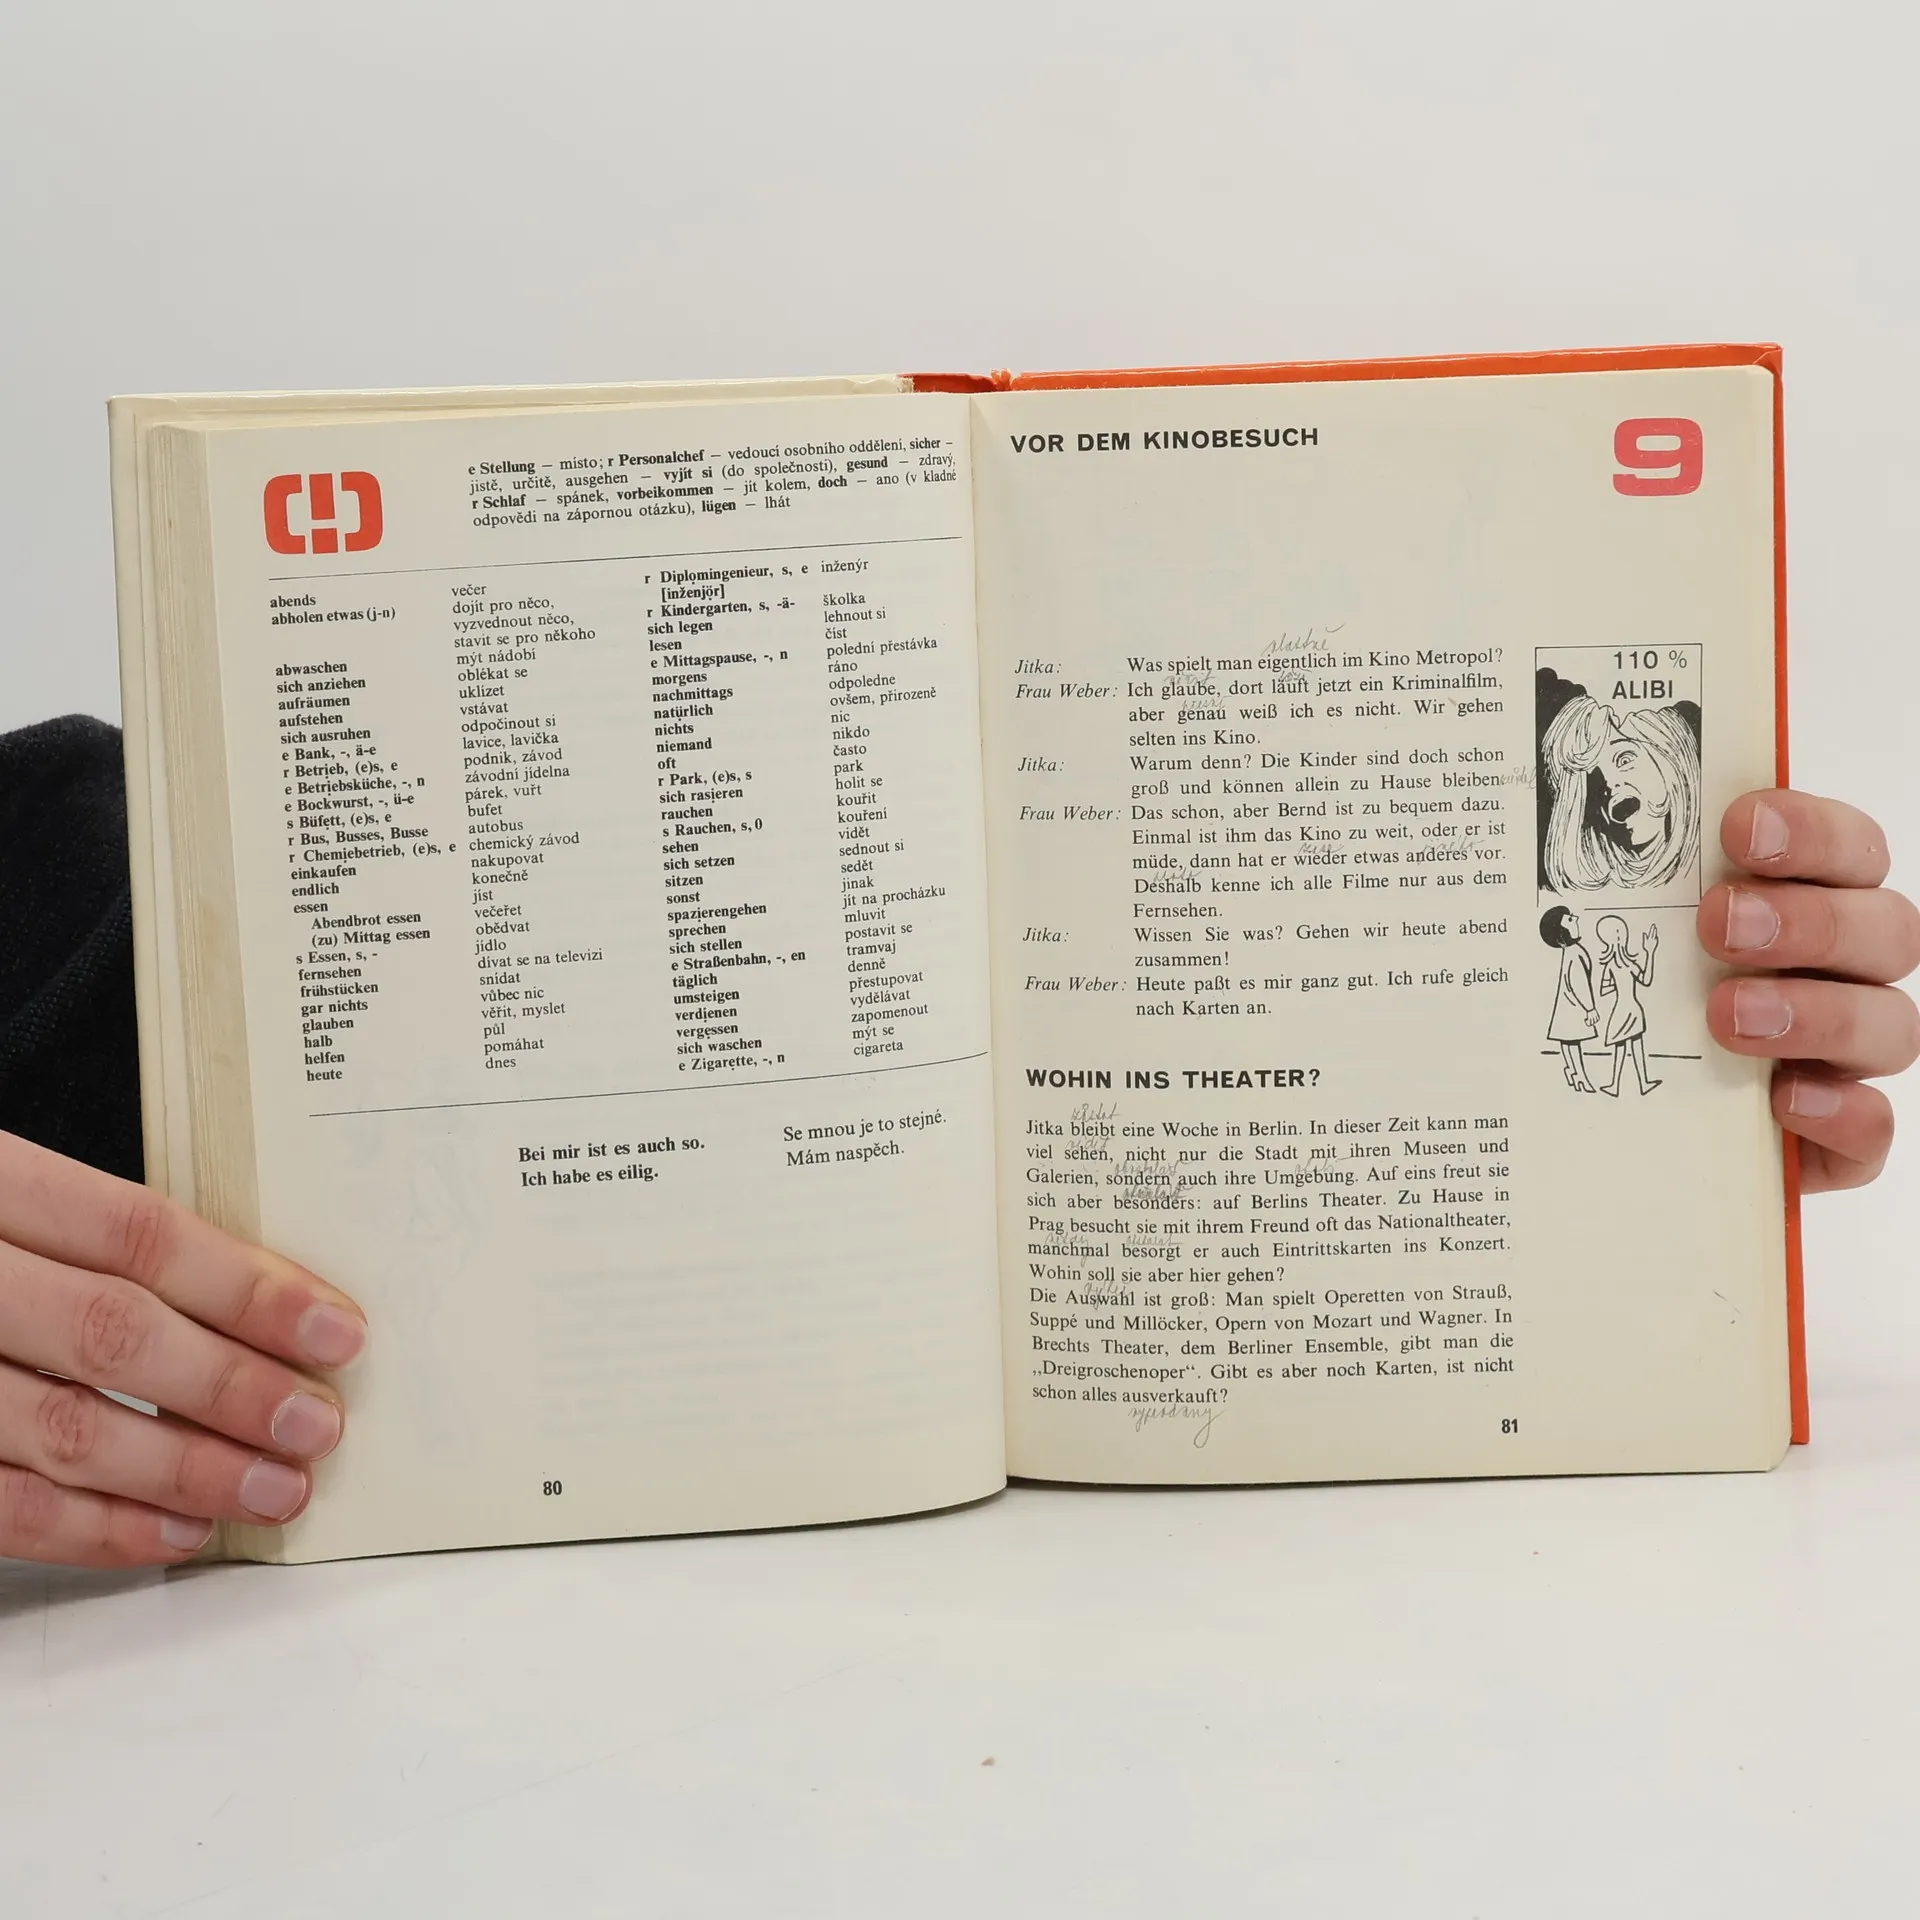 e Stellung – místo; r Personalchef – vedoucí osobního oddělení, sicher –
jistě, určitě, ausgehen – vyjít si (do společnosti), gesund – zdravý,
r Schlaf – spánek, vorbeikommen – jít kolem, doch – ano (v kladné
odpovědi na zápornou otázku), lügen – lhát
abends večer
abholen etwas (j-n) dojít pro něco,
vyzvednout něco,
stavit se pro někoho
abwaschen mýt nádobí
sich anziehen oblékat se
aufräumen uklízet
aufstehen vstávat
sich ausruhen odpočinout si
e Bank, -, ä-e lavice, lavička
r Betrieb, (e)s, e podnik, závod
e Betriebsküche, -, n závodní jídelna
e Bockwurst, -, ü-e párek, vuřt
s Büfett, (e)s, e bufet
r Bus, Busses, Busse autobus
r Chemiebetrieb, (e)s, e chemický závod
einkaufen nakupovat
endlich konečně
essen jíst
Abendbrot essen večeřet
(zu) Mittag essen obědvat
s Essen, s, - jídlo
fernsehen dívat se na televizi
frühstücken snídat
gar nichts vůbec nic
glauben věřit, myslet
halb půl
helfen pomáhat
heute dnes
r Diplomingenieur, s, e inženýr
[inženjör]
r Kindergarten, s, -ä- školka
sich legen lehnout si
lesen číst
e Mittagspause, -, n polední přestávka
morgens ráno
nachmittags odpoledne
natürlich ovšem, přirozeně
nichts nic
niemand nikdo
oft často
r Park, (e)s, s park
sich rasieren holit se
rauchen kouřit
s Rauchen, s, 0 kouření
sehen vidět
sich setzen sednout si
sitzen sedět
sonst jinak
spazierengehen jít na procházku
sprechen mluvit
sich stellen postavit se
e Straßenbahn, -, en tramvaj
täglich denně
umsteigen přestupovat
verdienen vydělávat
vergessen zapomenout
sich waschen mýt se
e Zigarette, -, n cigareta
Bei mir ist es auch so. Se mnou je to stejné.
Ich habe es eilig. Mám naspěch.
80
VOR DEM KINOBESUCH
9
Jitka: Was spielt man eigentlich im Kino Metropol?
Frau Weber: Ich glaube, dort läuft jetzt ein Kriminalfilm,
aber genau weiß ich es nicht. Wir gehen
selten ins Kino.
Jitka: Warum denn? Die Kinder sind doch schon
groß und können allein zu Hause bleiben.
Frau Weber: Das schon, aber Bernd ist zu bequem dazu.
Einmal ist ihm das Kino zu weit, oder er ist
müde, dann hat er wieder etwas anderes vor.
Deshalb kenne ich alle Filme nur aus dem
Fernsehen.
Jitka: Wissen Sie was? Gehen wir heute abend
zusammen!
Frau Weber: Heute paßt es mir ganz gut. Ich rufe gleich
nach Karten an.
110 %
ALIBI
WOHIN INS THEATER?
Jitka bleibt eine Woche in Berlin. In dieser Zeit kann man
viel sehen, nicht nur die Stadt mit ihren Museen und
Galerien, sondern auch ihre Umgebung. Auf eins freut sie
sich aber besonders: auf Berlins Theater. Zu Hause in
Prag besucht sie mit ihrem Freund oft das Nationaltheater,
manchmal besorgt er auch Eintrittskarten ins Konzert.
Wohin soll sie aber hier gehen?
Die Auswahl ist groß: Man spielt Operetten von Strauß,
Suppé und Millöcker, Opern von Mozart und Wagner. In
Brechts Theater, dem Berliner Ensemble, gibt man die
„Dreigroschenoper“. Gibt es aber noch Karten, ist nicht
schon alles ausverkauft?
81